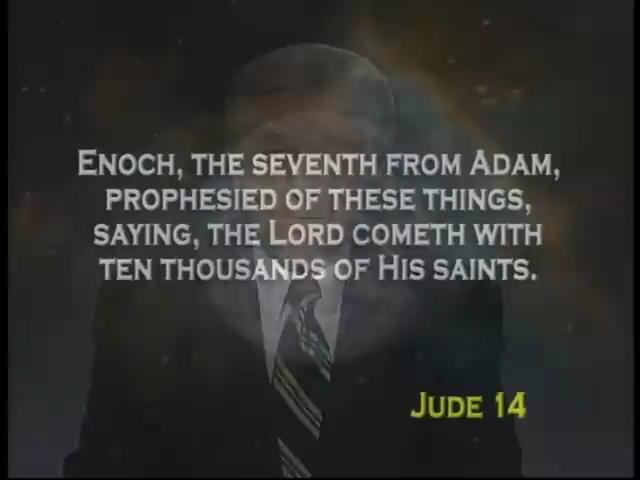 Enoch, the seventh from Adam,
prophesied of these things,
saying, the Lord cometh with
ten thousands of His saints.
Jude 14